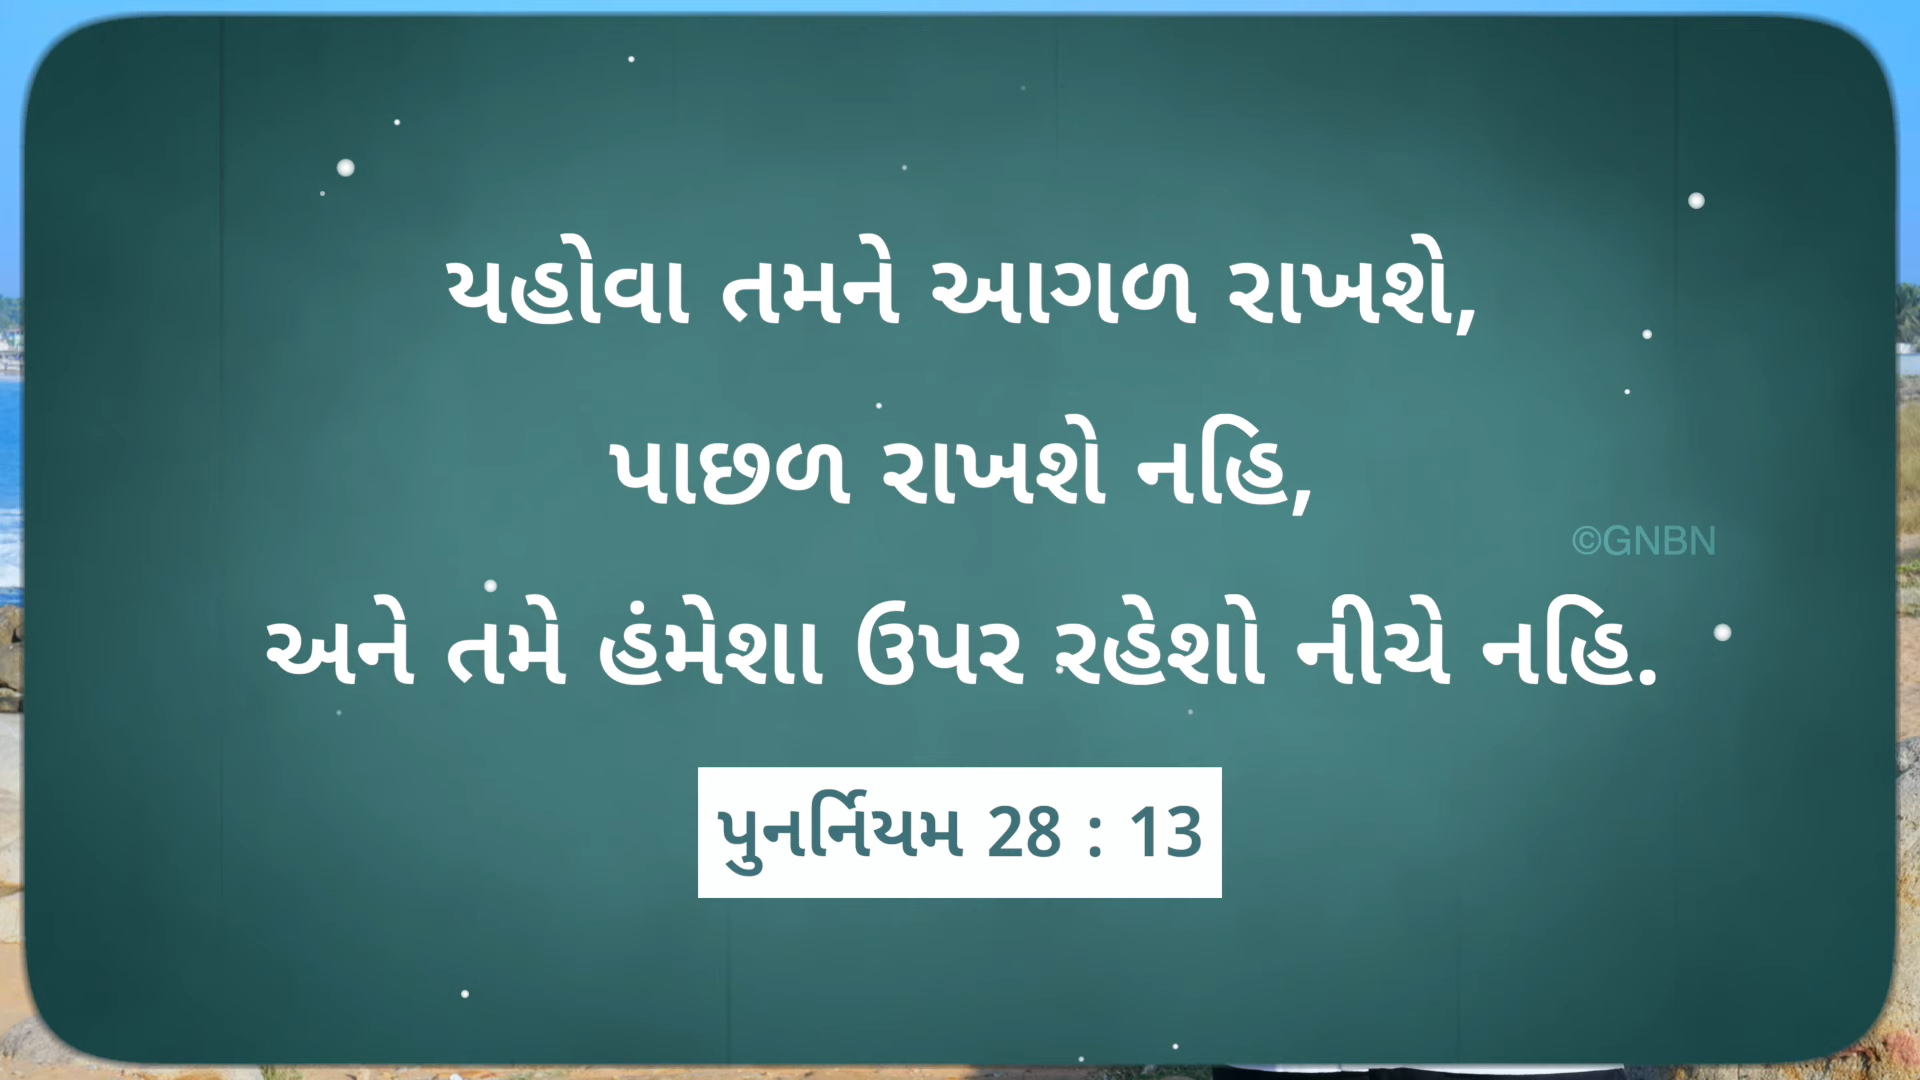 યહોવા તમને આગળ રાખશે,
પાછળ રાખશે નહિ,
©GNBN
અને તમે હંમેશા ઉપર રહેશો નીચે નહિ.
પુનર્નિયમ 28 : 13